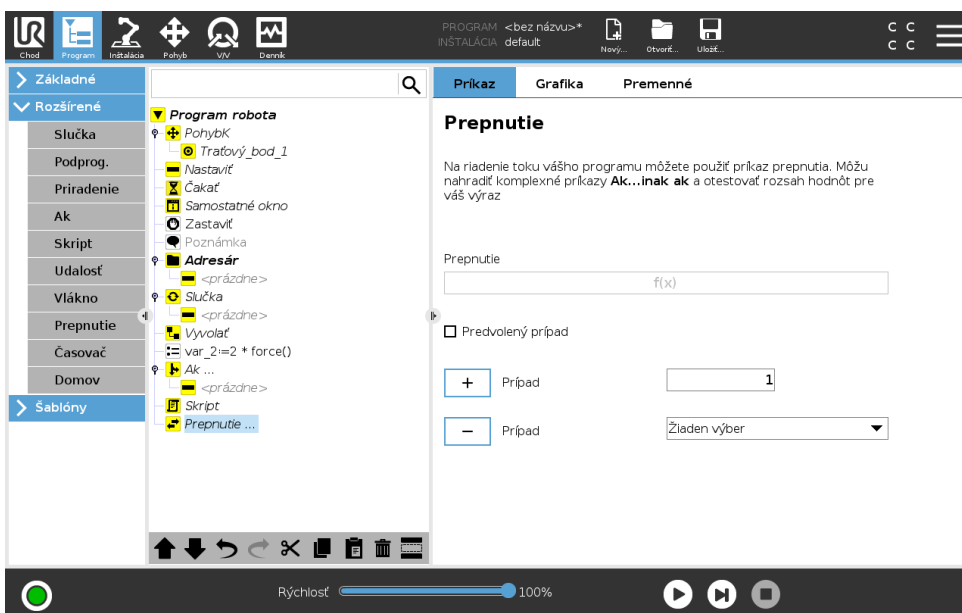 UR
Chod
Program
Inštalácia
Pohyb
V/V
Denník
PROGRAM <bez názvu>*
INŠTALÁCIA default
Nový...
Otvoriť...
Uložiť...
C C
C C
Základné
Rozšírené
Slučka
Podprog.
Priradenie
Ak
Skript
Udalosť
Vlákno
Prepnutie
Časovač
Domov
Šablóny
Program robota
PohybK
Traťový_bod_1
Nastaviť
Čakať
Samostatné okno
Zastaviť
Poznámka
Adresár
<prázdne>
Slučka
<prázdne>
Vyvolať
var_2:=2 * force()
Ak ...
<prázdne>
Skript
Prepnutie ...
Príkaz Grafika Premenné
Prepnutie
Na riadenie toku vášho programu môžete použiť príkaz prepnutia. Môžu
nahradiť komplexné príkazy Ak...inak ak a otestovať rozsah hodnôt pre
váš výraz
Prepnutie
f(x)
Predvolený prípad
+ Prípad 1
− Prípad Žiaden výber
Rýchlosť 100%